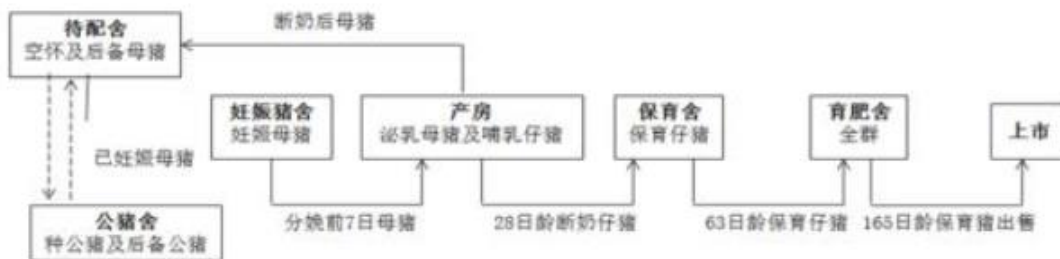 断奶后母猪
待配舍
空怀及后备母猪
妊娠猪舍
妊娠母猪
产房
泌乳母猪及哺乳仔猪
保育舍
保育仔猪
育肥舍
全群
上市
已妊娠母猪
分娩前7日母猪
28日龄断奶仔猪
63日龄保育仔猪
165日龄保育猪出售
公猪舍
种公猪及后备公猪